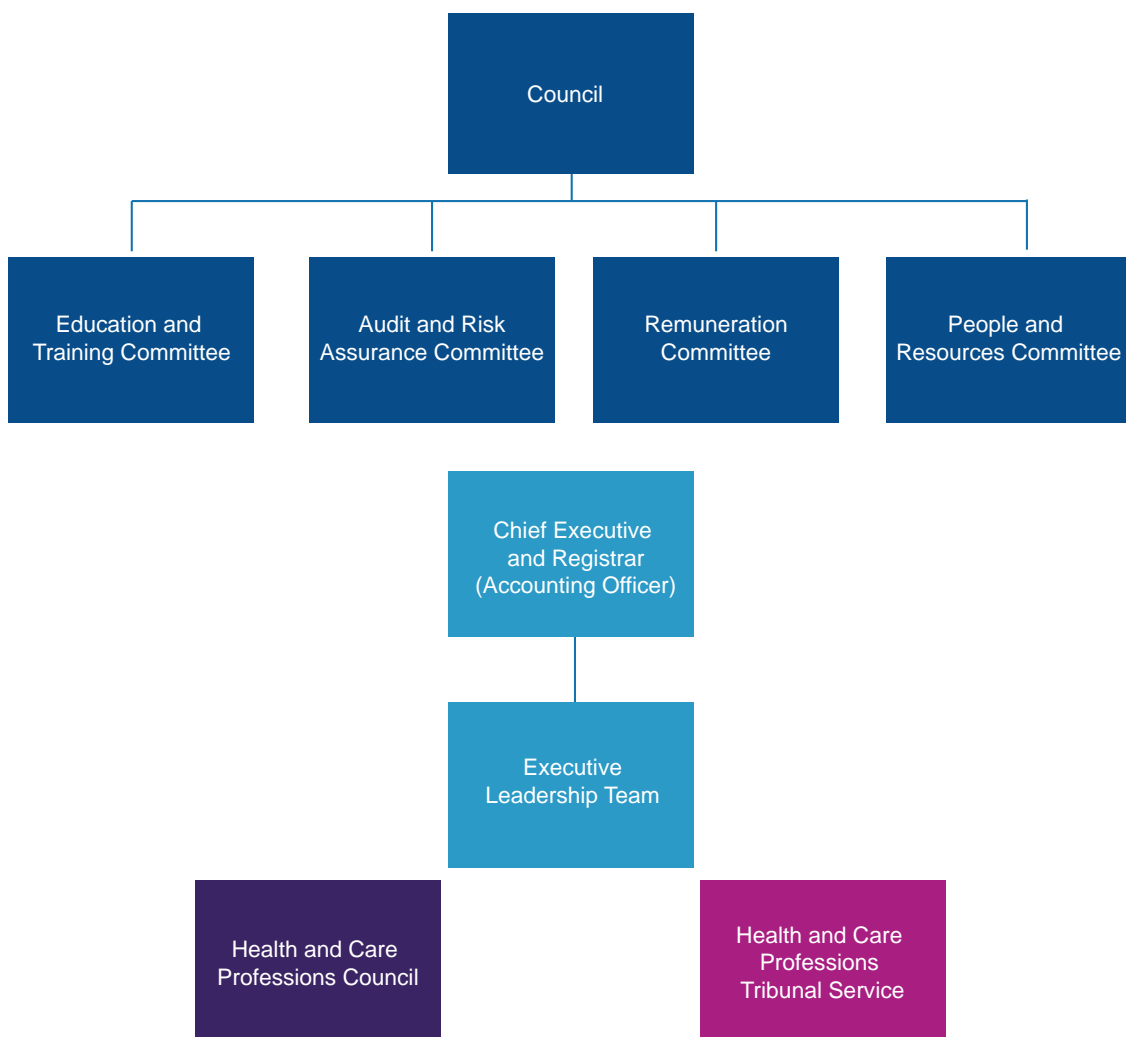 Council
Education and
Training Committee
Audit and Risk
Assurance Committee
Remuneration
Committee
People and
Resources Committee
Chief Executive
and Registrar
(Accounting Officer)
Executive
Leadership Team
Health and Care
Professions Council
Health and Care
Professions
Tribunal Service